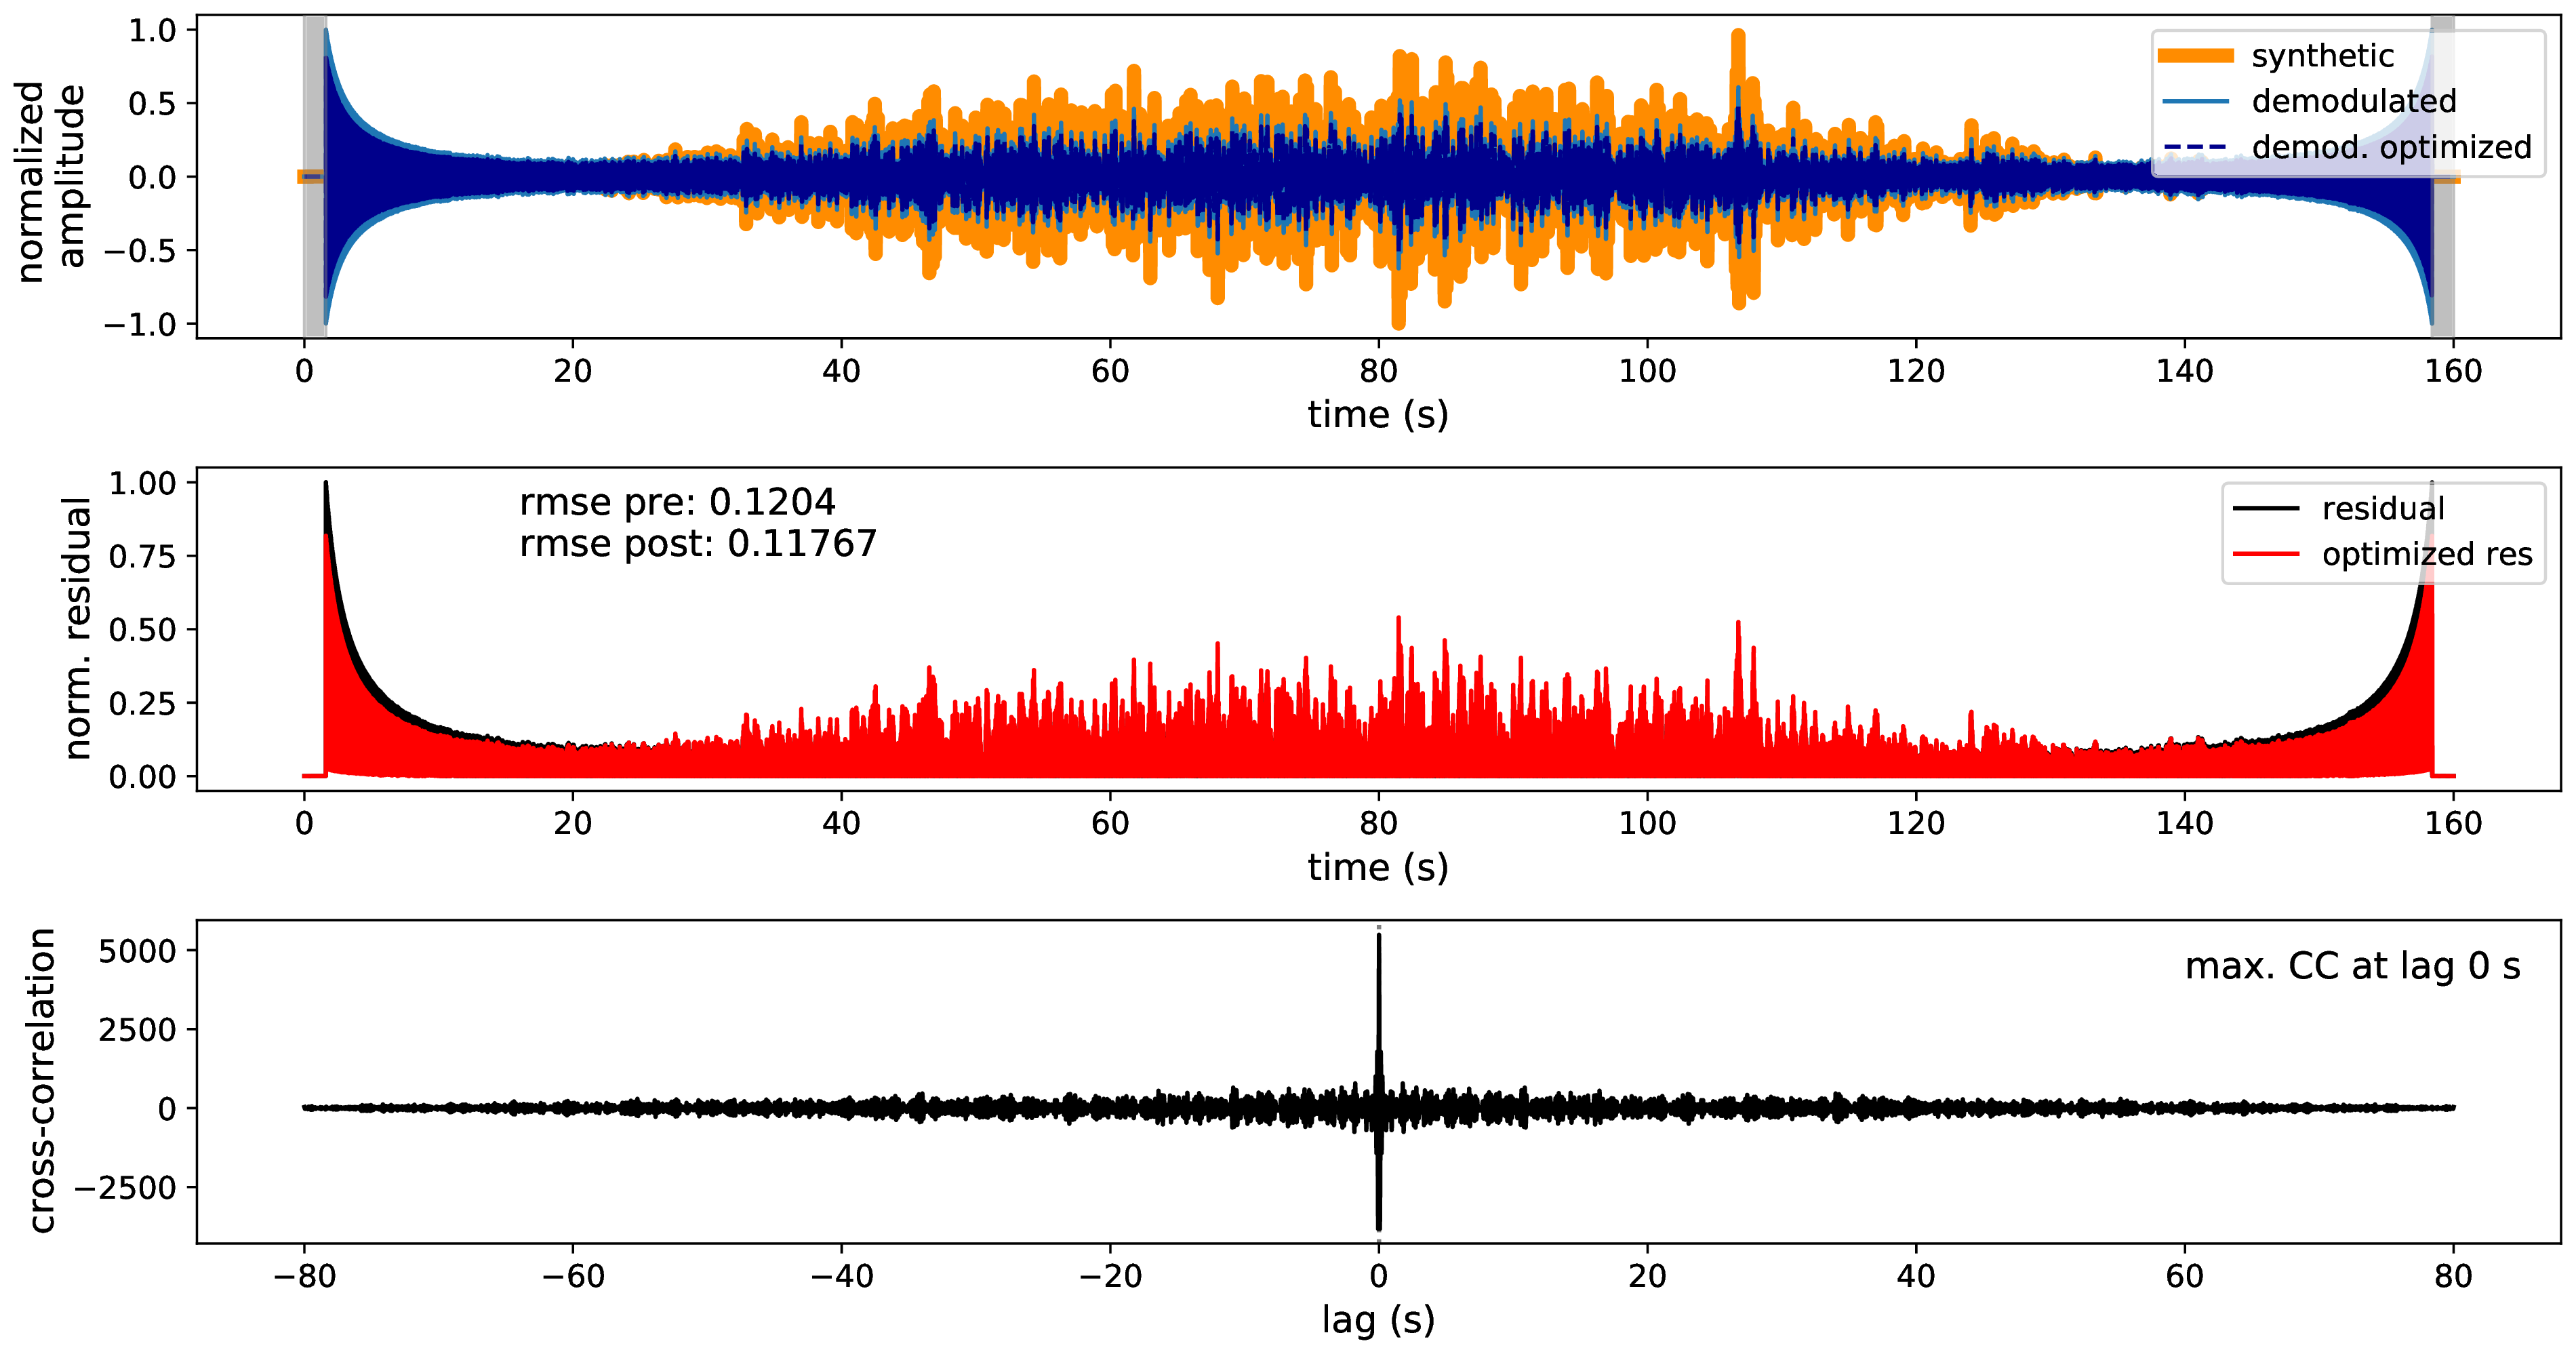 normalized
amplitude
1.0
0.5
0.0
−0.5
−1.0
synthetic
demodulated
demod. optimized
0 20 40 60 80 100 120 140 160
time (s)
norm. residual
1.00
0.75
0.50
0.25
0.00
rmse pre: 0.1204
rmse post: 0.11767
residual
optimized res
0 20 40 60 80 100 120 140 160
time (s)
cross-correlation
5000
2500
0
−2500
max. CC at lag 0 s
−80 −60 −40 −20 0 20 40 60 80
lag (s)